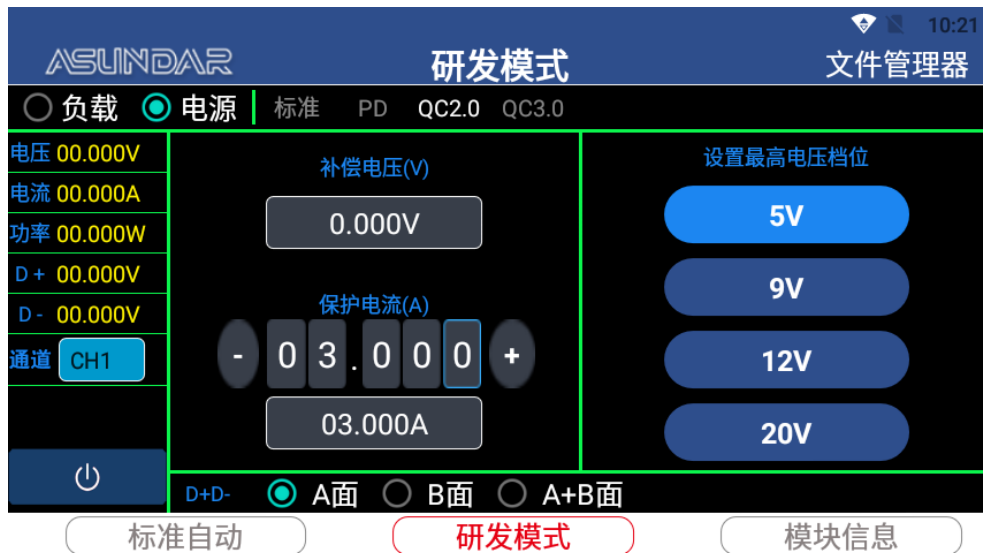 10:21
ASUNDAR 研发模式 文件管理器
负载 电源 标准 PD QC2.0 QC3.0
电压 00.000V
电流 00.000A
功率 00.000W
D + 00.000V
D - 00.000V
通道 CH1
补偿电压(V)
0.000V
保护电流(A)
- 0 3 . 0 0 0 +
03.000A
设置最高电压档位
5V
9V
12V
20V
D+D- A面 B面 A+B面
标准自动 研发模式 模块信息